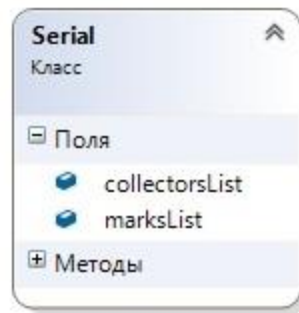 Serial
Класс
Поля
collectorsList
marksList
Методы